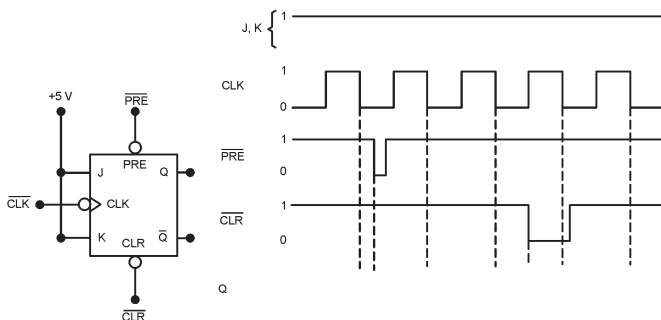 J, K { 1
CLK 1
0
+5 V
PRE
PRE 1
0
PRE
J Q
CLK CLK
CLR 1
0
K Q
CLR
Q
CLR